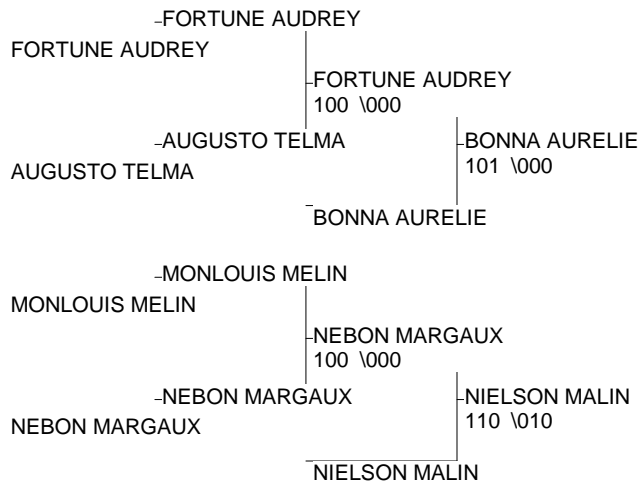 FORTUNE AUDREY
FORTUNE AUDREY
FORTUNE AUDREY
100 \000
AUGUSTO TELMA
BONNA AURELIE
AUGUSTO TELMA
101 \000
BONNA AURELIE
MONLOUIS MELIN
MONLOUIS MELIN
NEBON MARGAUX
100 \000
NEBON MARGAUX
NIELSON MALIN
NEBON MARGAUX
110 \010
NIELSON MALIN